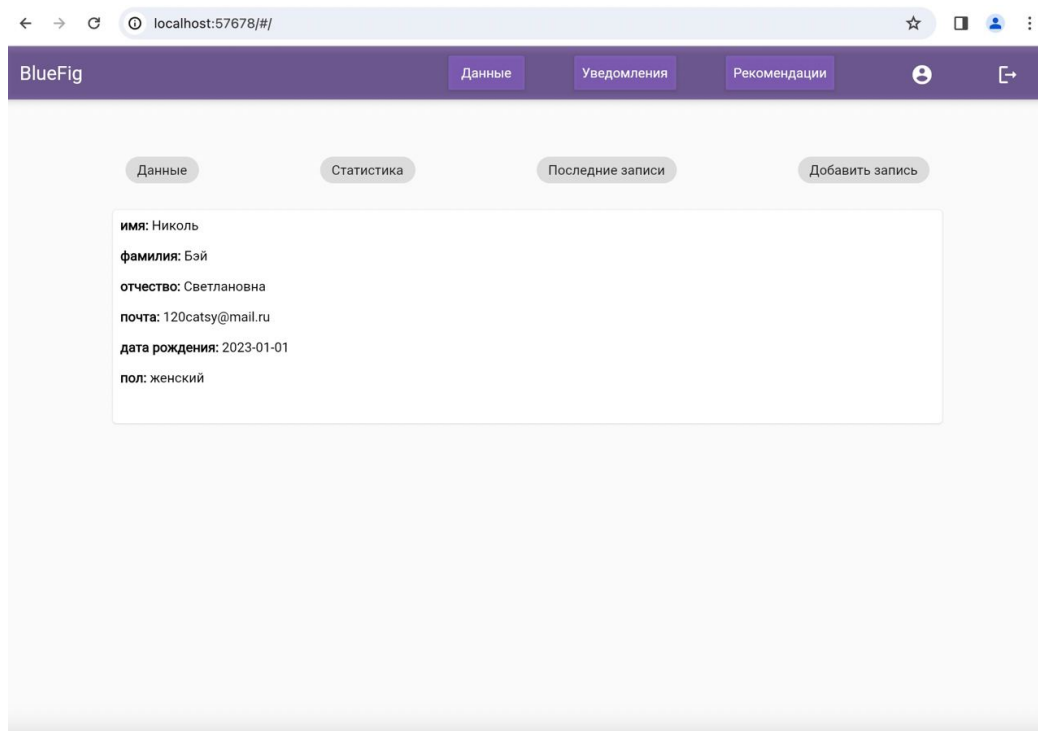 localhost:57678/#/
BlueFig Данные Уведомления Рекомендации
Данные Статистика Последние записи Добавить запись
имя: Николь
фамилия: Бэй
отчество: Светлановна
почта: 120catsy@mail.ru
дата рождения: 2023-01-01
пол: женский